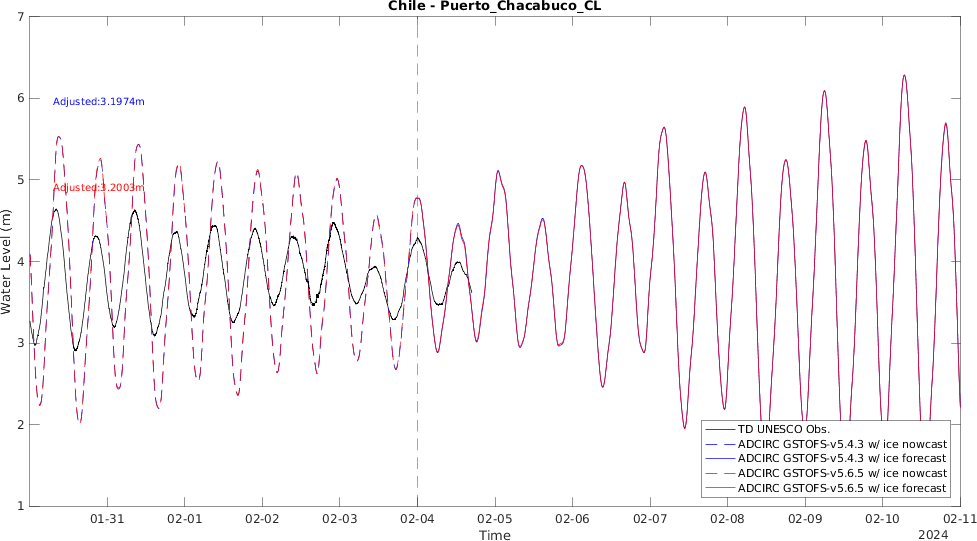 Chile - Puerto_Chacabuco_CL
7
6
5
4
3
2
1
Water Level (m)
Adjusted:3.1974m
Adjusted:3.2003m
TD UNESCO Obs.
ADCIRC GSTOFS-v5.4.3 w/ ice nowcast
ADCIRC GSTOFS-v5.4.3 w/ ice forecast
ADCIRC GSTOFS-v5.6.5 w/ ice nowcast
ADCIRC GSTOFS-v5.6.5 w/ ice forecast
01-31 02-01 02-02 02-03 02-04 02-05 02-06 02-07 02-08 02-09 02-10 02-11
Time
2024